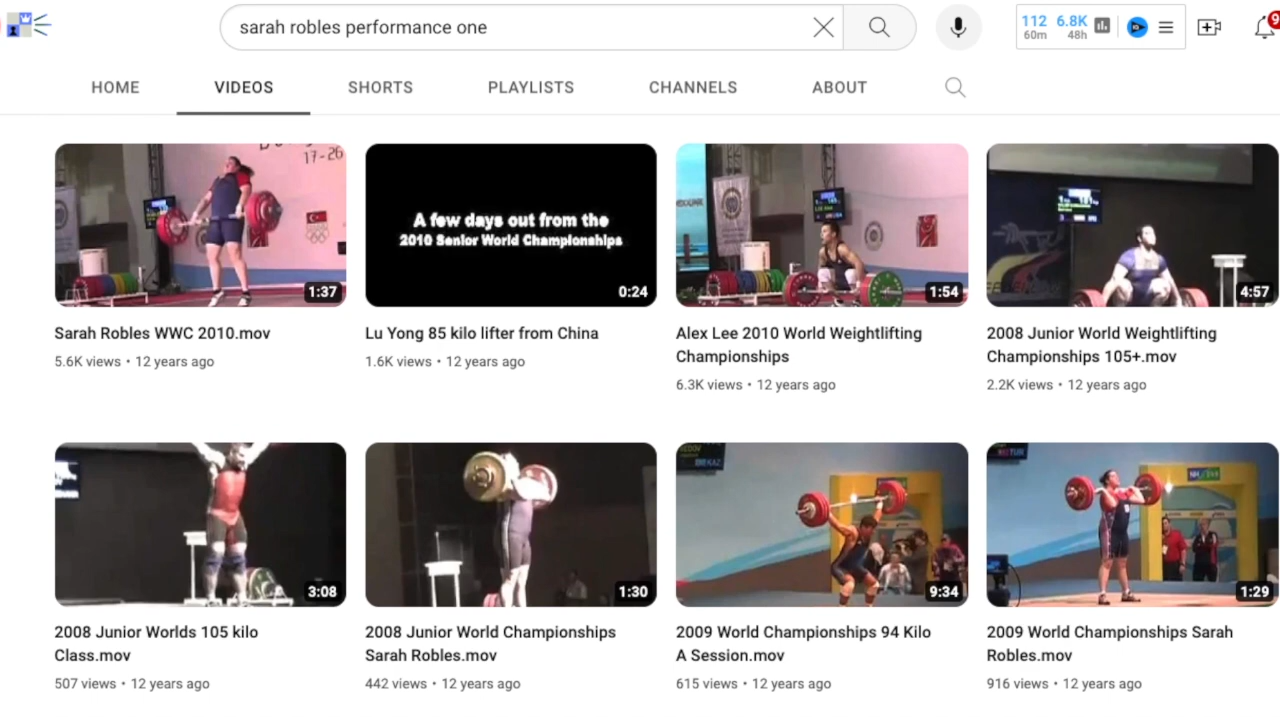 sarah robles performance one
112 6.8K
60m 48h
9
HOME VIDEOS SHORTS PLAYLISTS CHANNELS ABOUT
17-26
1:37
A few days out from the
2010 Senior World Championships
0:24
1:54
4:57
Sarah Robles WWC 2010.mov
5.6K views • 12 years ago
Lu Yong 85 kilo lifter from China
1.6K views • 12 years ago
Alex Lee 2010 World Weightlifting
Championships
6.3K views • 12 years ago
2008 Junior World Weightlifting
Championships 105+.mov
2.2K views • 12 years ago
3:08
1:30
9:34
1:29
2008 Junior Worlds 105 kilo
Class.mov
507 views • 12 years ago
2008 Junior World Championships
Sarah Robles.mov
442 views • 12 years ago
2009 World Championships 94 Kilo
A Session.mov
615 views • 12 years ago
2009 World Championships Sarah
Robles.mov
916 views • 12 years ago